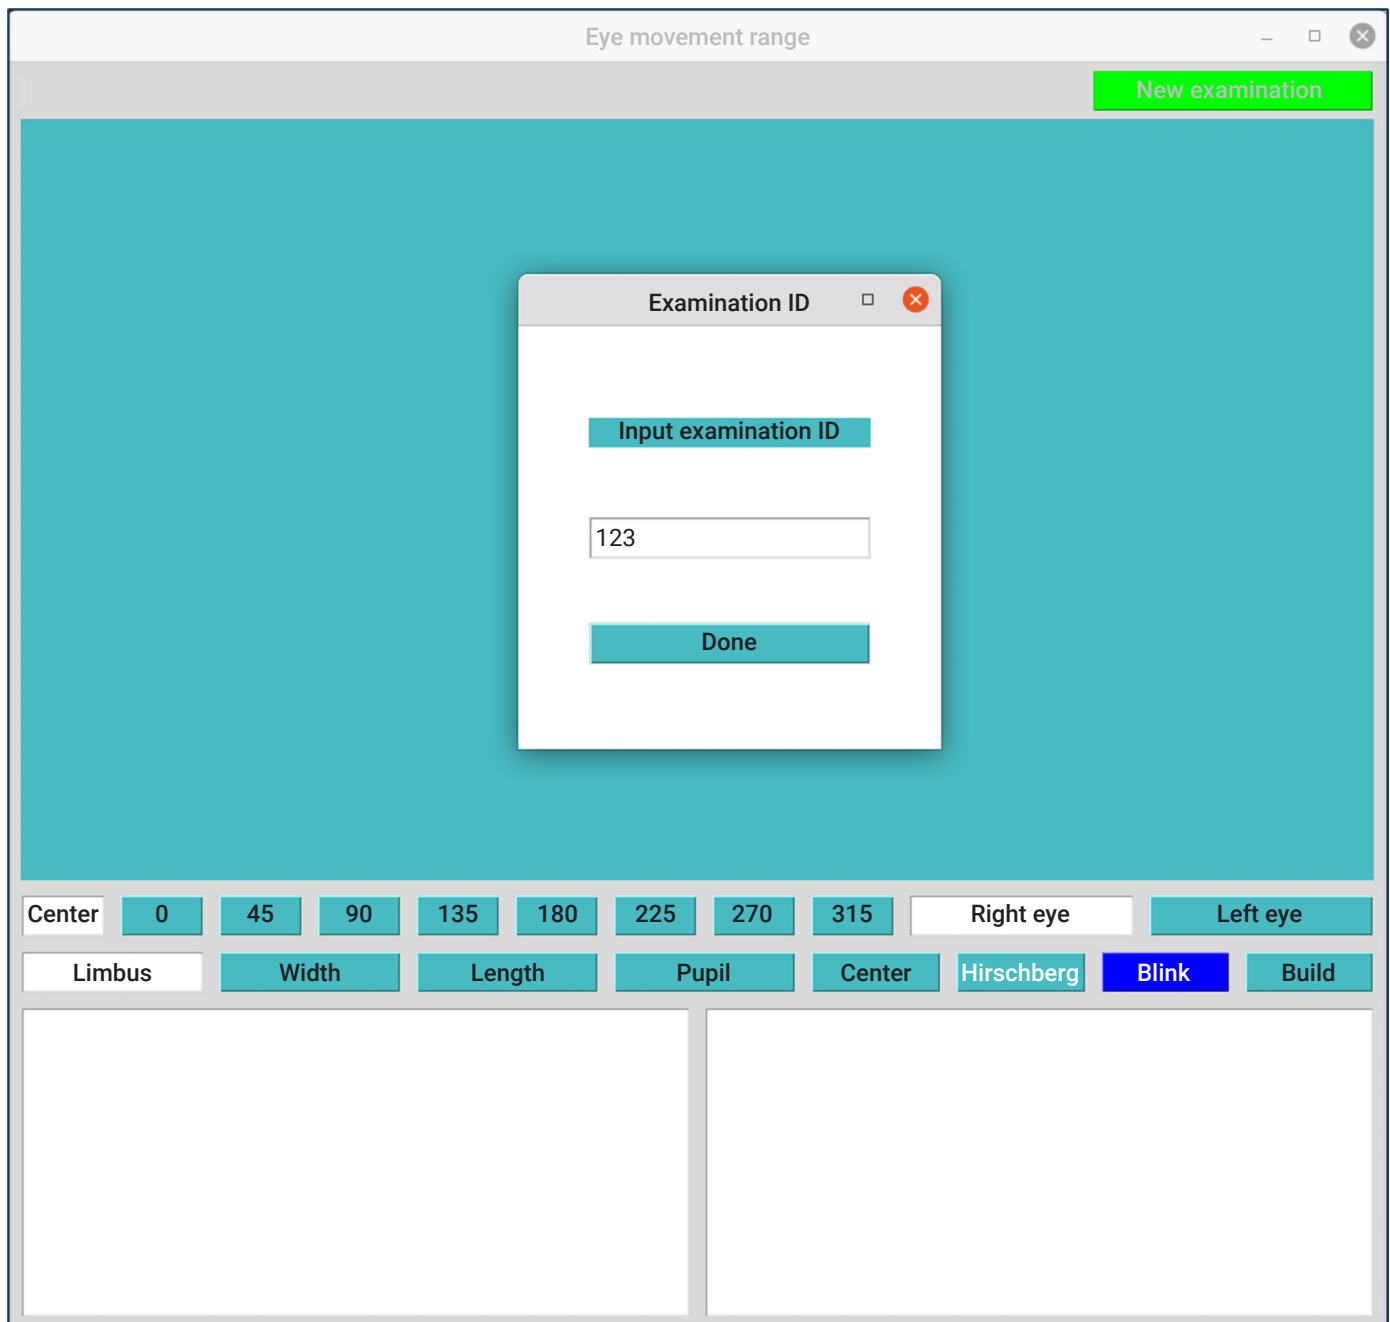 Eye movement range
New examination
Examination ID
Input examination ID
123
Done
Center 0 45 90 135 180 225 270 315 Right eye Left eye
Limbus Width Length Pupil Center Hirschberg Blink Build